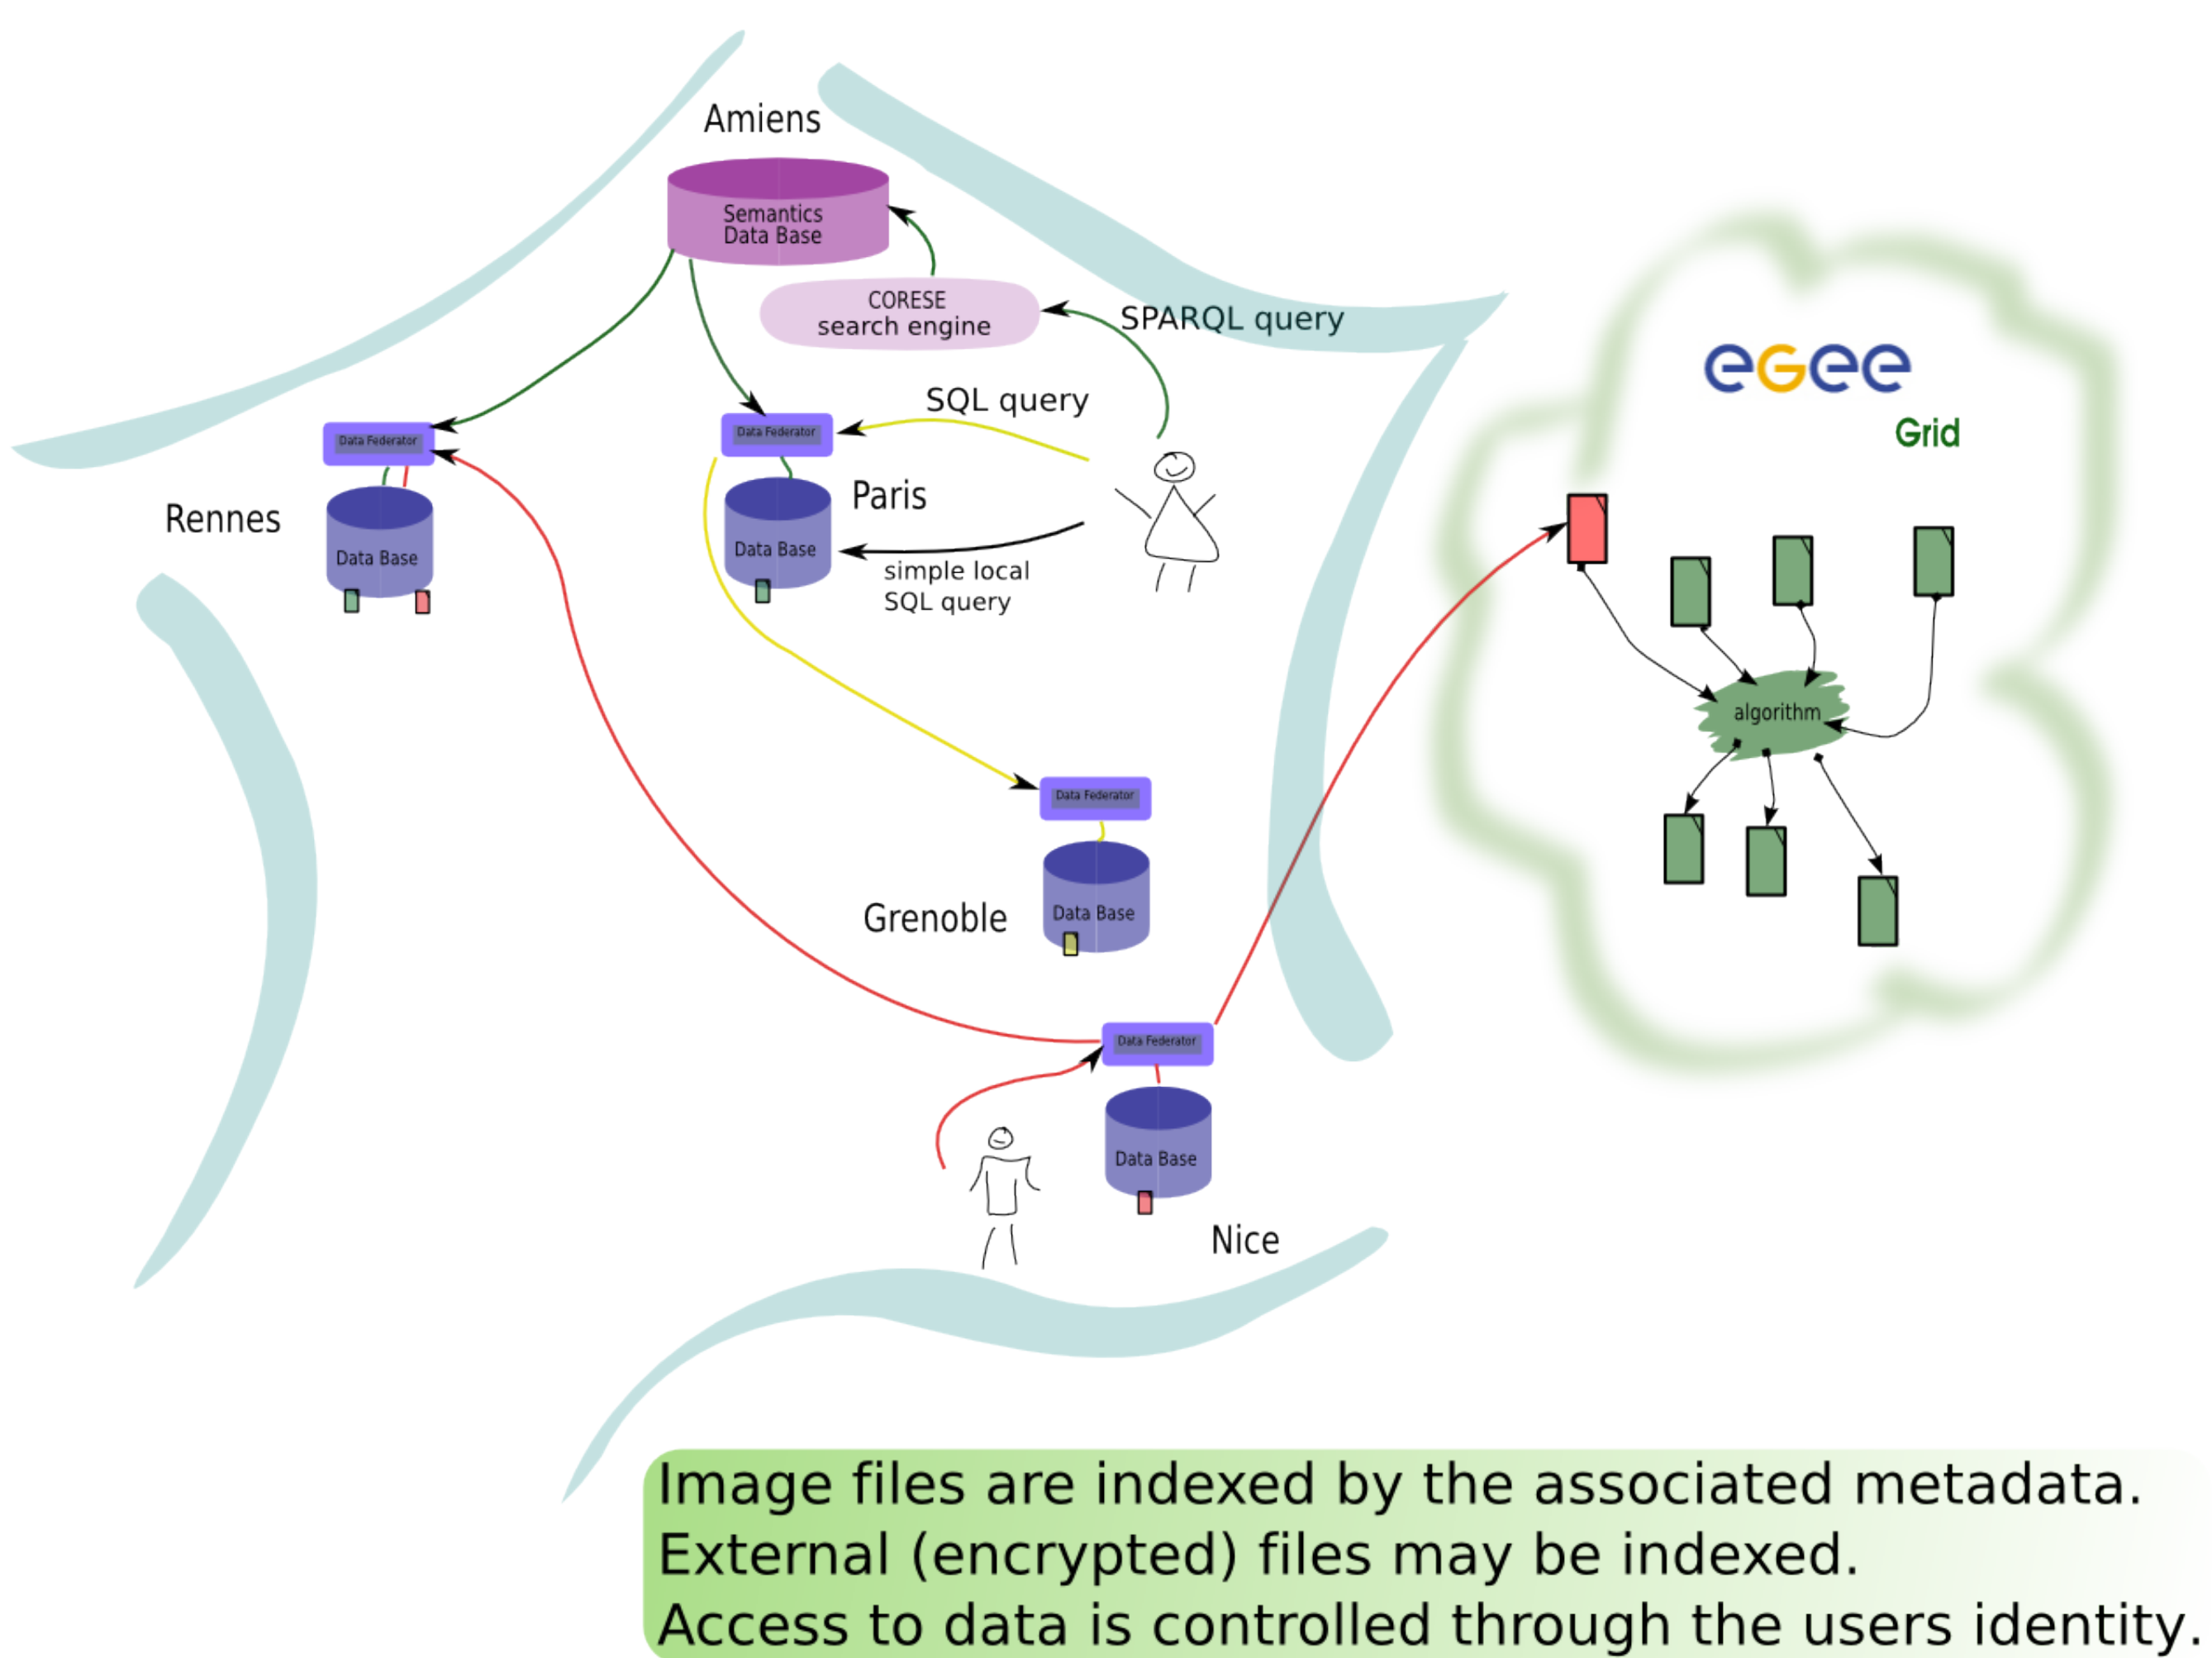 Amiens
Semantics
Data Base
CORESE
search engine
SPARQL query
egee
Grid
SQL query
Data Federator
Data Federator
Paris
Rennes
Data Base
Data Base
simple local
SQL query
algorithm
Data Federator
Data Base
Grenoble
Data Federator
Data Base
Nice
Image files are indexed by the associated metadata.
External (encrypted) files may be indexed.
Access to data is controlled through the users identity.